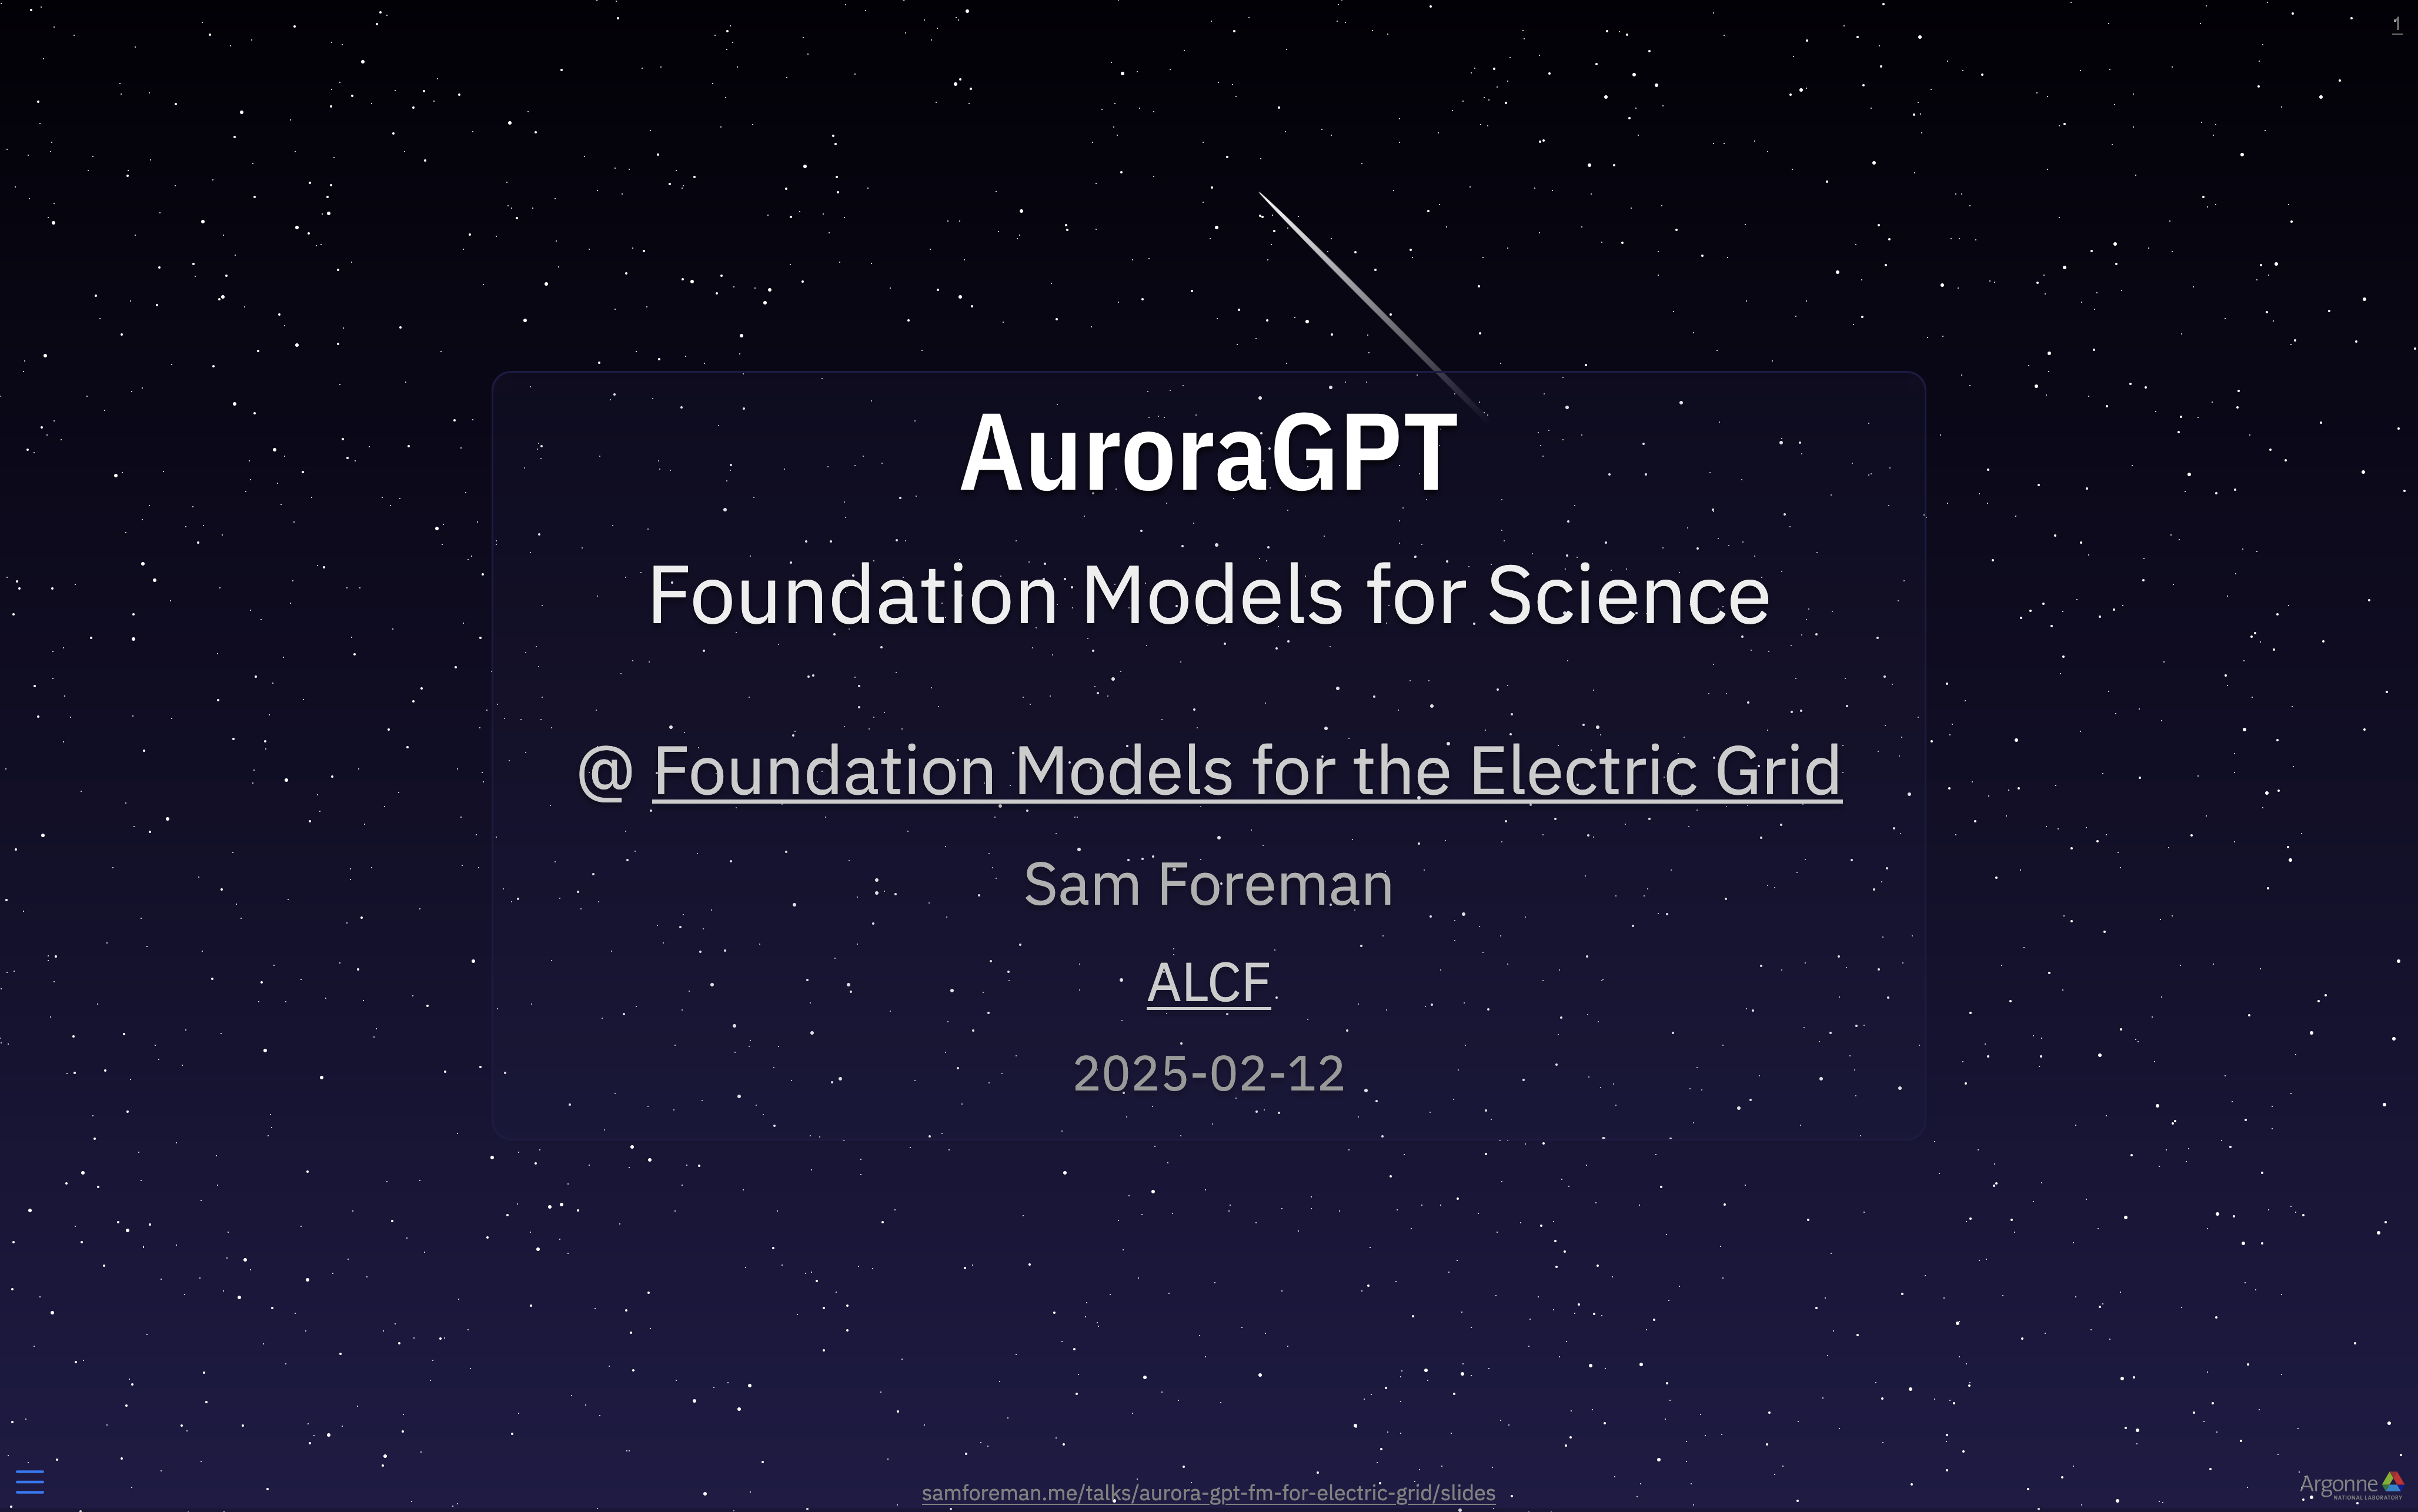 1
AuroraGPT
Foundation Models for Science
@ Foundation Models for the Electric Grid
Sam Foreman
ALCF
2025-02-12
samforeman.me/talks/aurora-gpt-fm-for-electric-grid/slides
Argonne
NATIONAL LABORATORY